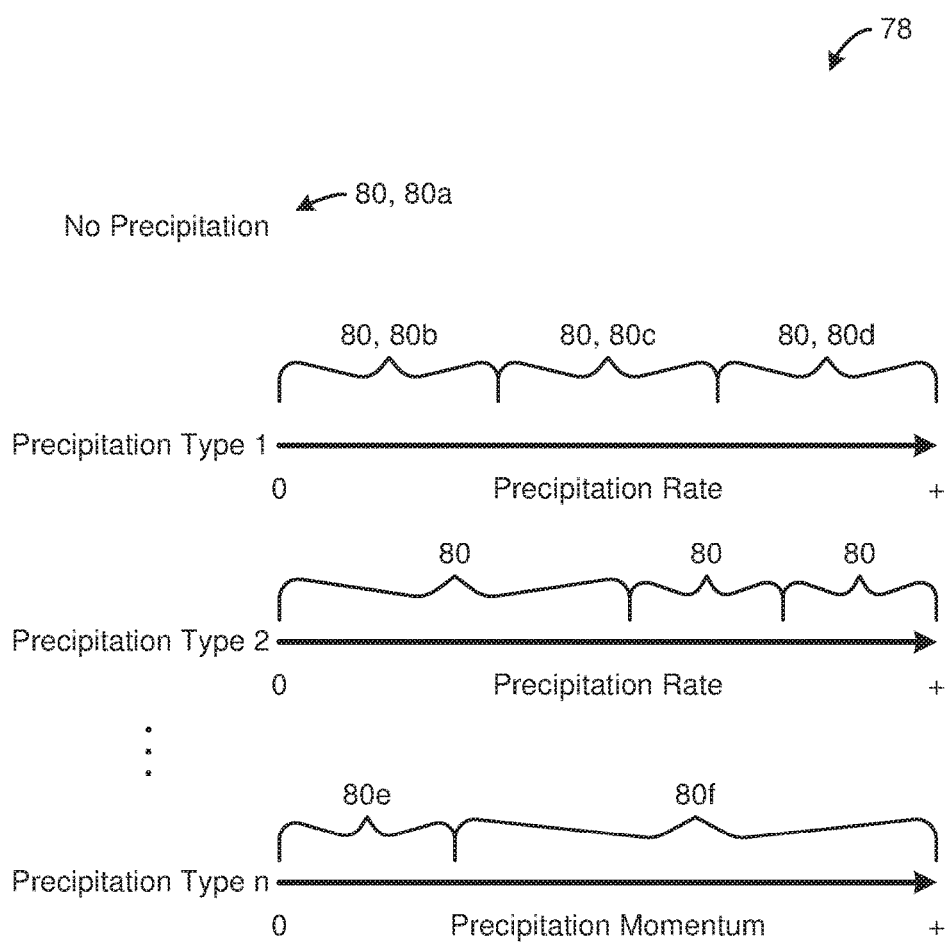 78
80, 80a
No Precipitation
80, 80b 80, 80c 80, 80d
Precipitation Type 1
0 Precipitation Rate +
80 80 80
Precipitation Type 2
0 Precipitation Rate +
80e 80f
Precipitation Type n
0 Precipitation Momentum +